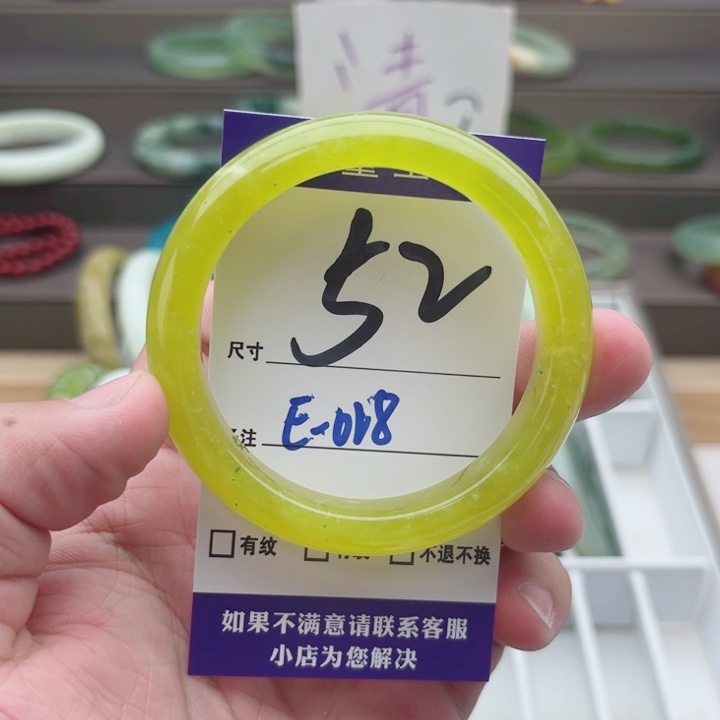 尺寸 52
备注 E-018
有纹 不退不换
如果不满意请联系客服
小店为您解决